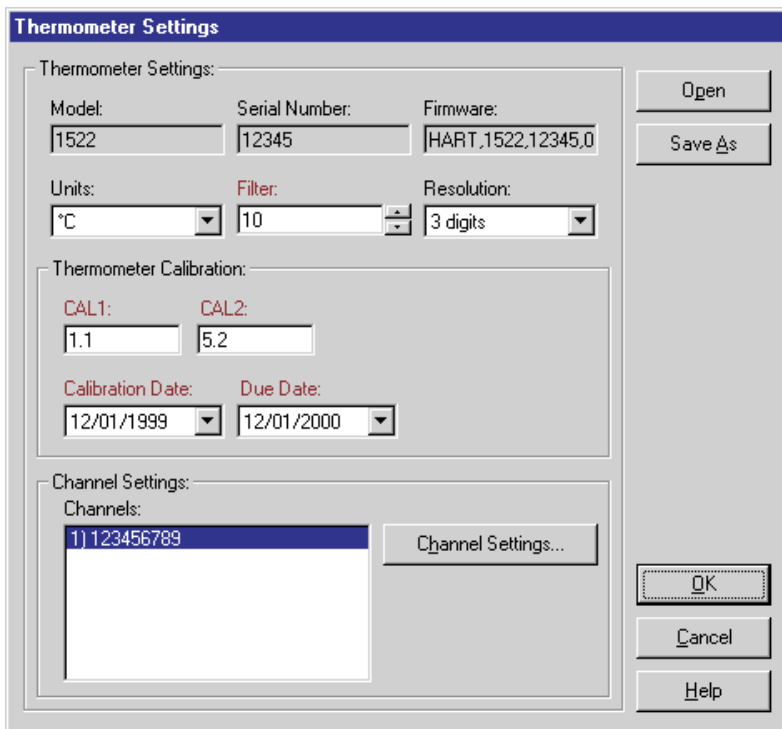 Thermometer Settings
Thermometer Settings:
Model: Serial Number: Firmware:
1522 12345 HART,1522,12345,0
Units: Filter: Resolution:
°C 10 3 digits
Thermometer Calibration:
CAL1: CAL2:
1.1 5.2
Calibration Date: Due Date:
12/01/1999 12/01/2000
Channel Settings:
Channels:
1) 123456789
Channel Settings...
Open
Save As
OK
Cancel
Help